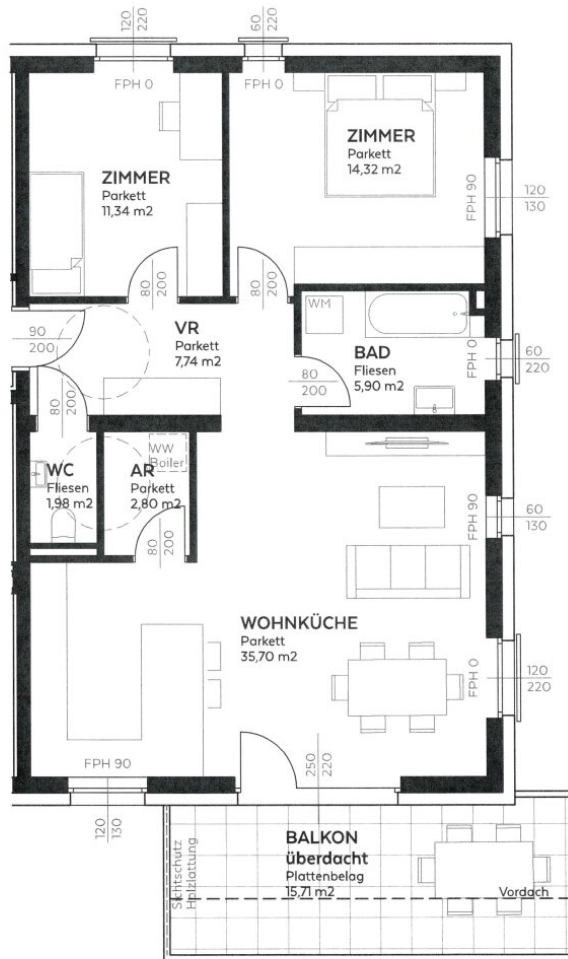 120
220
60
220
FPH 0
FPH 0
ZIMMER
Parkett
14,32 m2
ZIMMER
Parkett
11,34 m2
FPH 90
120
130
80
200
80
200
90
200
VR
Parkett
7,74 m2
WM
BAD
Fliesen
5,90 m2
FPH 0
60
220
80
200
80
200
WC
Fliesen
1,98 m2
WW
Boiler
AR
Parkett
2,80 m2
80
200
FPH 90
60
130
WOHNKÜCHE
Parkett
35,70 m2
FPH 0
120
220
FPH 90
120
130
250
220
BALKON
überdacht
Plattenbelag
15,71 m2
Sichtschutz
Holzlattung
Vordach